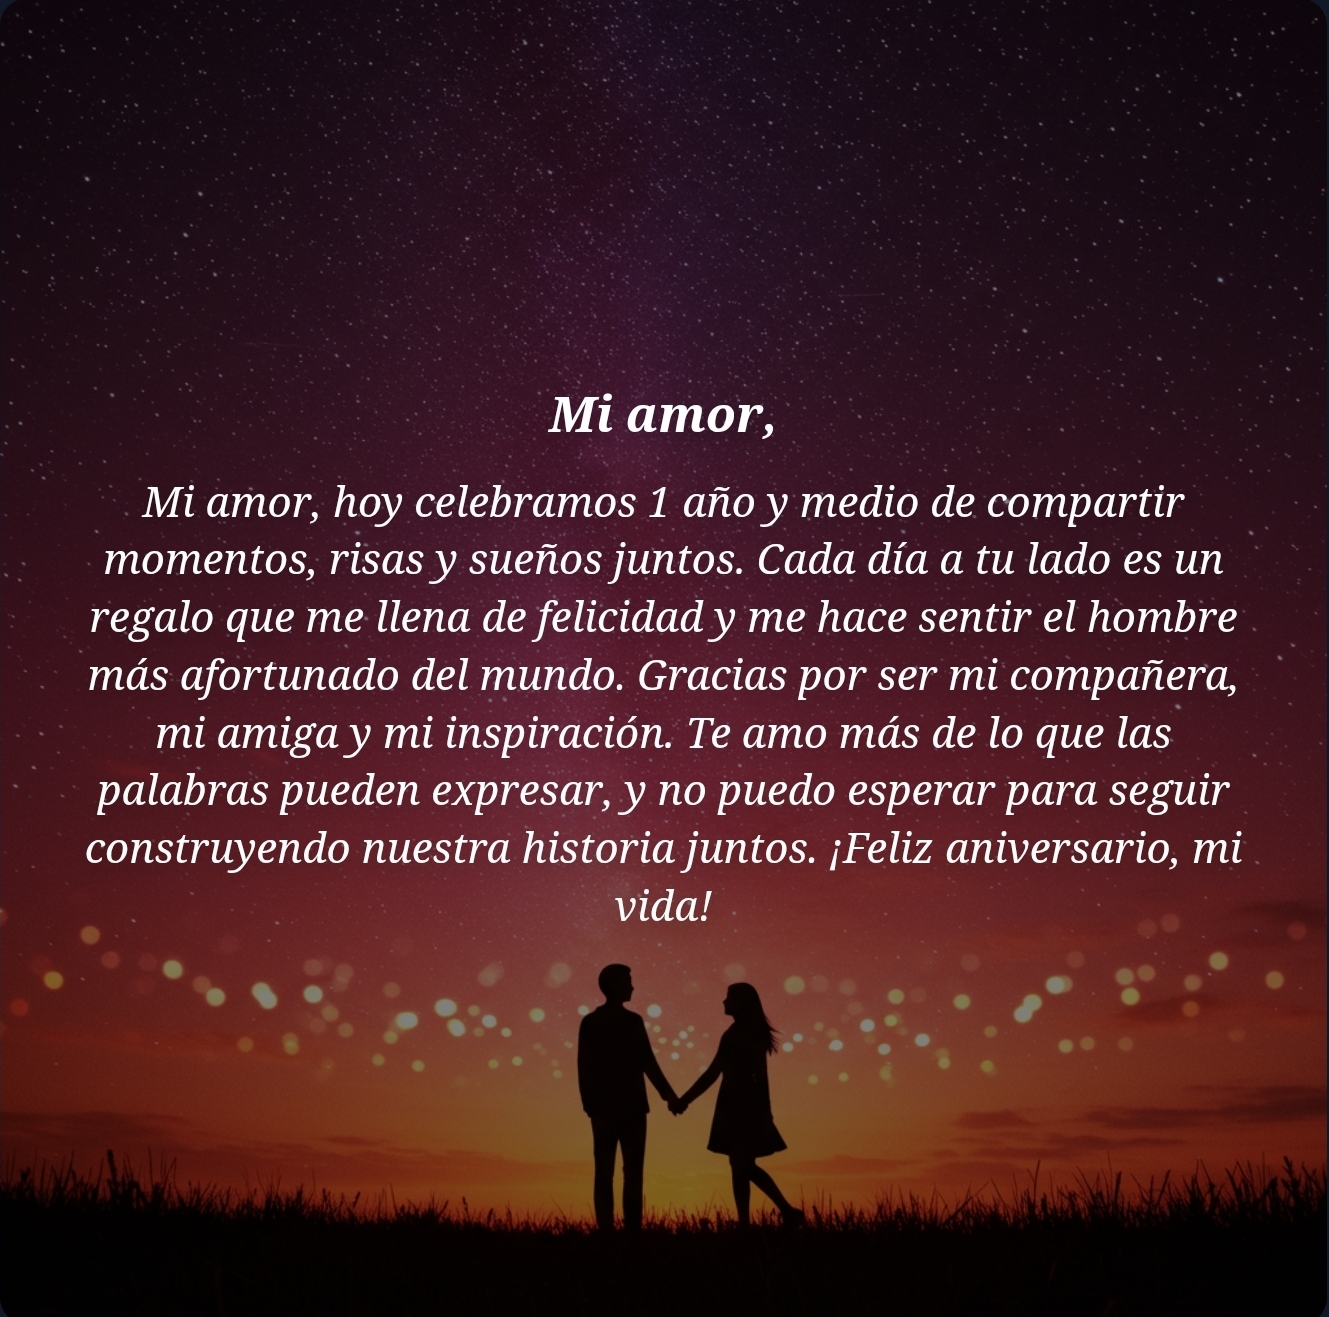 Mi amor,
Mi amor, hoy celebramos 1 año y medio de compartir
momentos, risas y sueños juntos. Cada día a tu lado es un
regalo que me llena de felicidad y me hace sentir el hombre
más afortunado del mundo. Gracias por ser mi compañera,
mi amiga y mi inspiración. Te amo más de lo que las
palabras pueden expresar, y no puedo esperar para seguir
construyendo nuestra historia juntos. ¡Feliz aniversario, mi
vida!